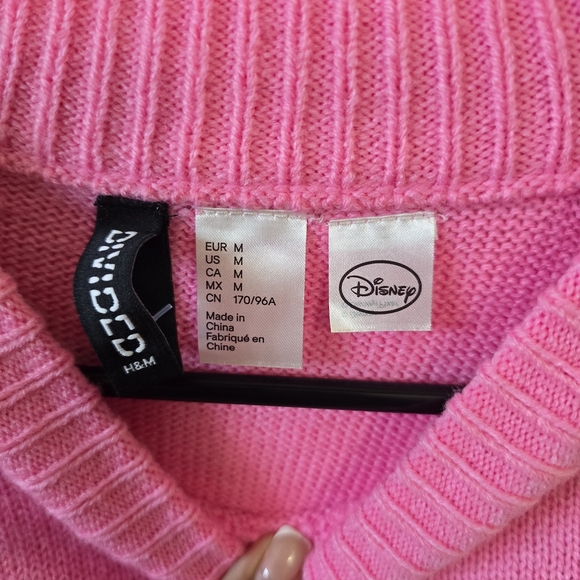 DIVIDED
H&M
EUR M
US M
CA M
MX M
CN 170/96A
Made in
China
Fabriqué en
Chine
Disney